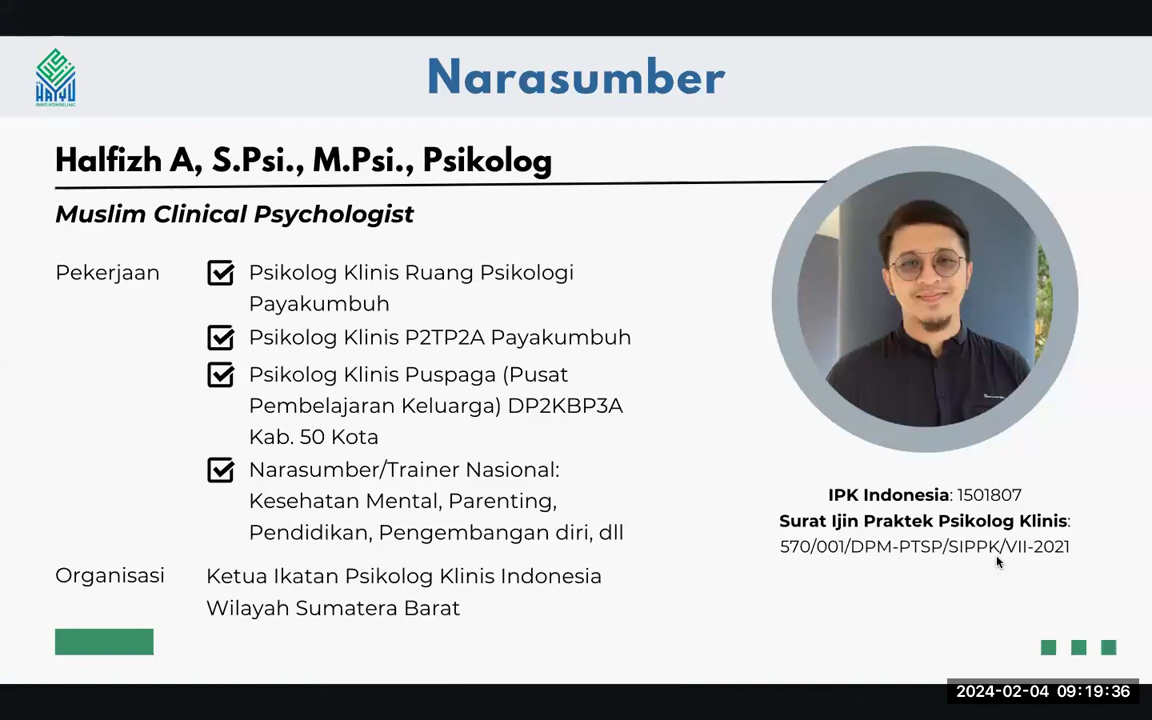 Narasumber
HAIYU
Halfizh A, S.Psi., M.Psi., Psikolog
Muslim Clinical Psychologist
Pekerjaan
Psikolog Klinis Ruang Psikologi
Payakumbuh
Psikolog Klinis P2TP2A Payakumbuh
Psikolog Klinis Puspaga (Pusat
Pembelajaran Keluarga) DP2KBP3A
Kab. 50 Kota
Narasumber/Trainer Nasional:
Kesehatan Mental, Parenting,
Pendidikan, Pengembangan diri, dll
Organisasi
Ketua Ikatan Psikolog Klinis Indonesia
Wilayah Sumatera Barat
IPK Indonesia: 1501807
Surat Ijin Praktek Psikolog Klinis:
570/001/DPM-PTSP/SIPPK/VII-2021
2024-02-04 09:19:36